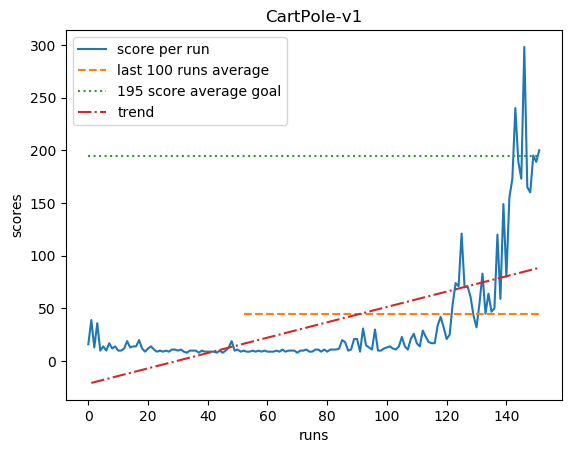 CartPole-v1
score per run
last 100 runs average
195 score average goal
trend
scores
300
250
200
150
100
50
0
0 20 40 60 80 100 120 140
runs